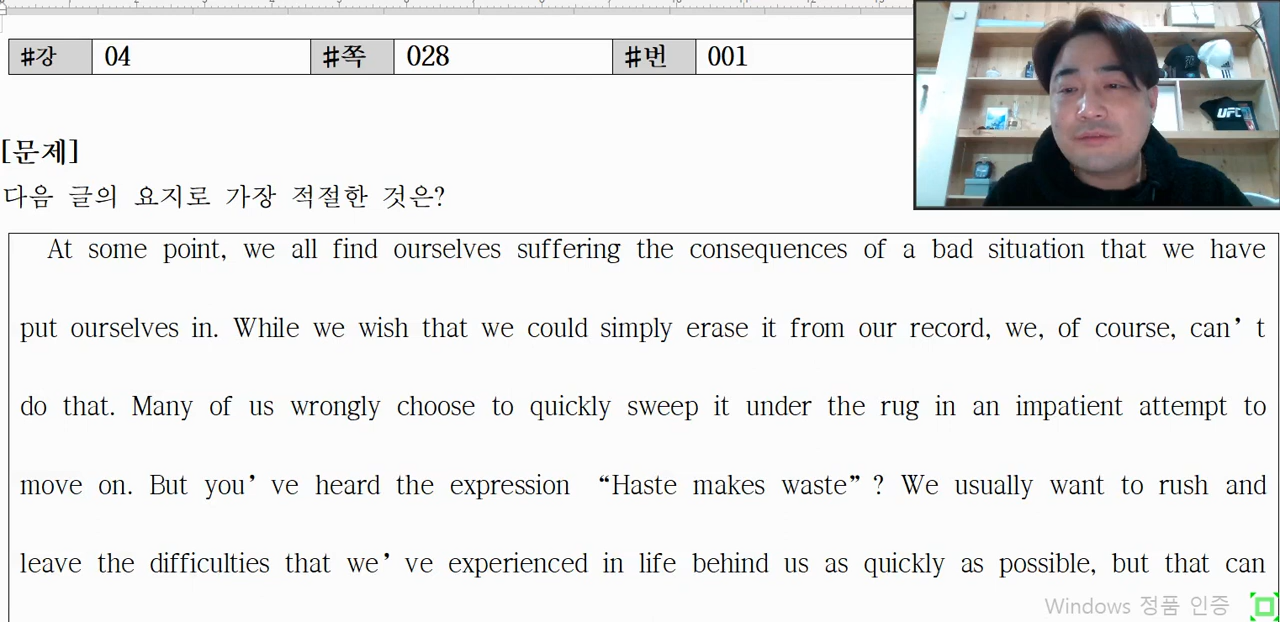 #강 04 #쪽 028 #번 001
UFC
[문제]
다음 글의 요지로 가장 적절한 것은?
At some point, we all find ourselves suffering the consequences of a bad situation that we have
put ourselves in. While we wish that we could simply erase it from our record, we, of course, can’t
do that. Many of us wrongly choose to quickly sweep it under the rug in an impatient attempt to
move on. But you’ve heard the expression “Haste makes waste”? We usually want to rush and
leave the difficulties that we’ve experienced in life behind us as quickly as possible, but that can
Windows 정품 인증